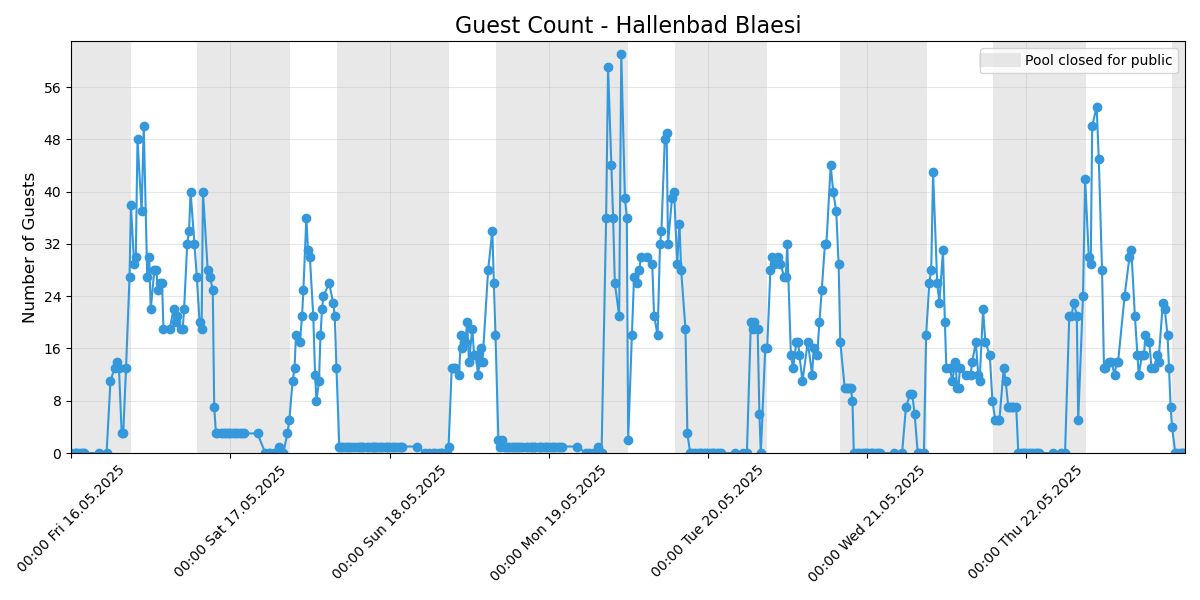 Guest Count - Hallenbad Blaesi
Pool closed for public
Number of Guests
56
48
40
32
24
16
8
0
00:00 Fri 16.05.2025
00:00 Sat 17.05.2025
00:00 Sun 18.05.2025
00:00 Mon 19.05.2025
00:00 Tue 20.05.2025
00:00 Wed 21.05.2025
00:00 Thu 22.05.2025